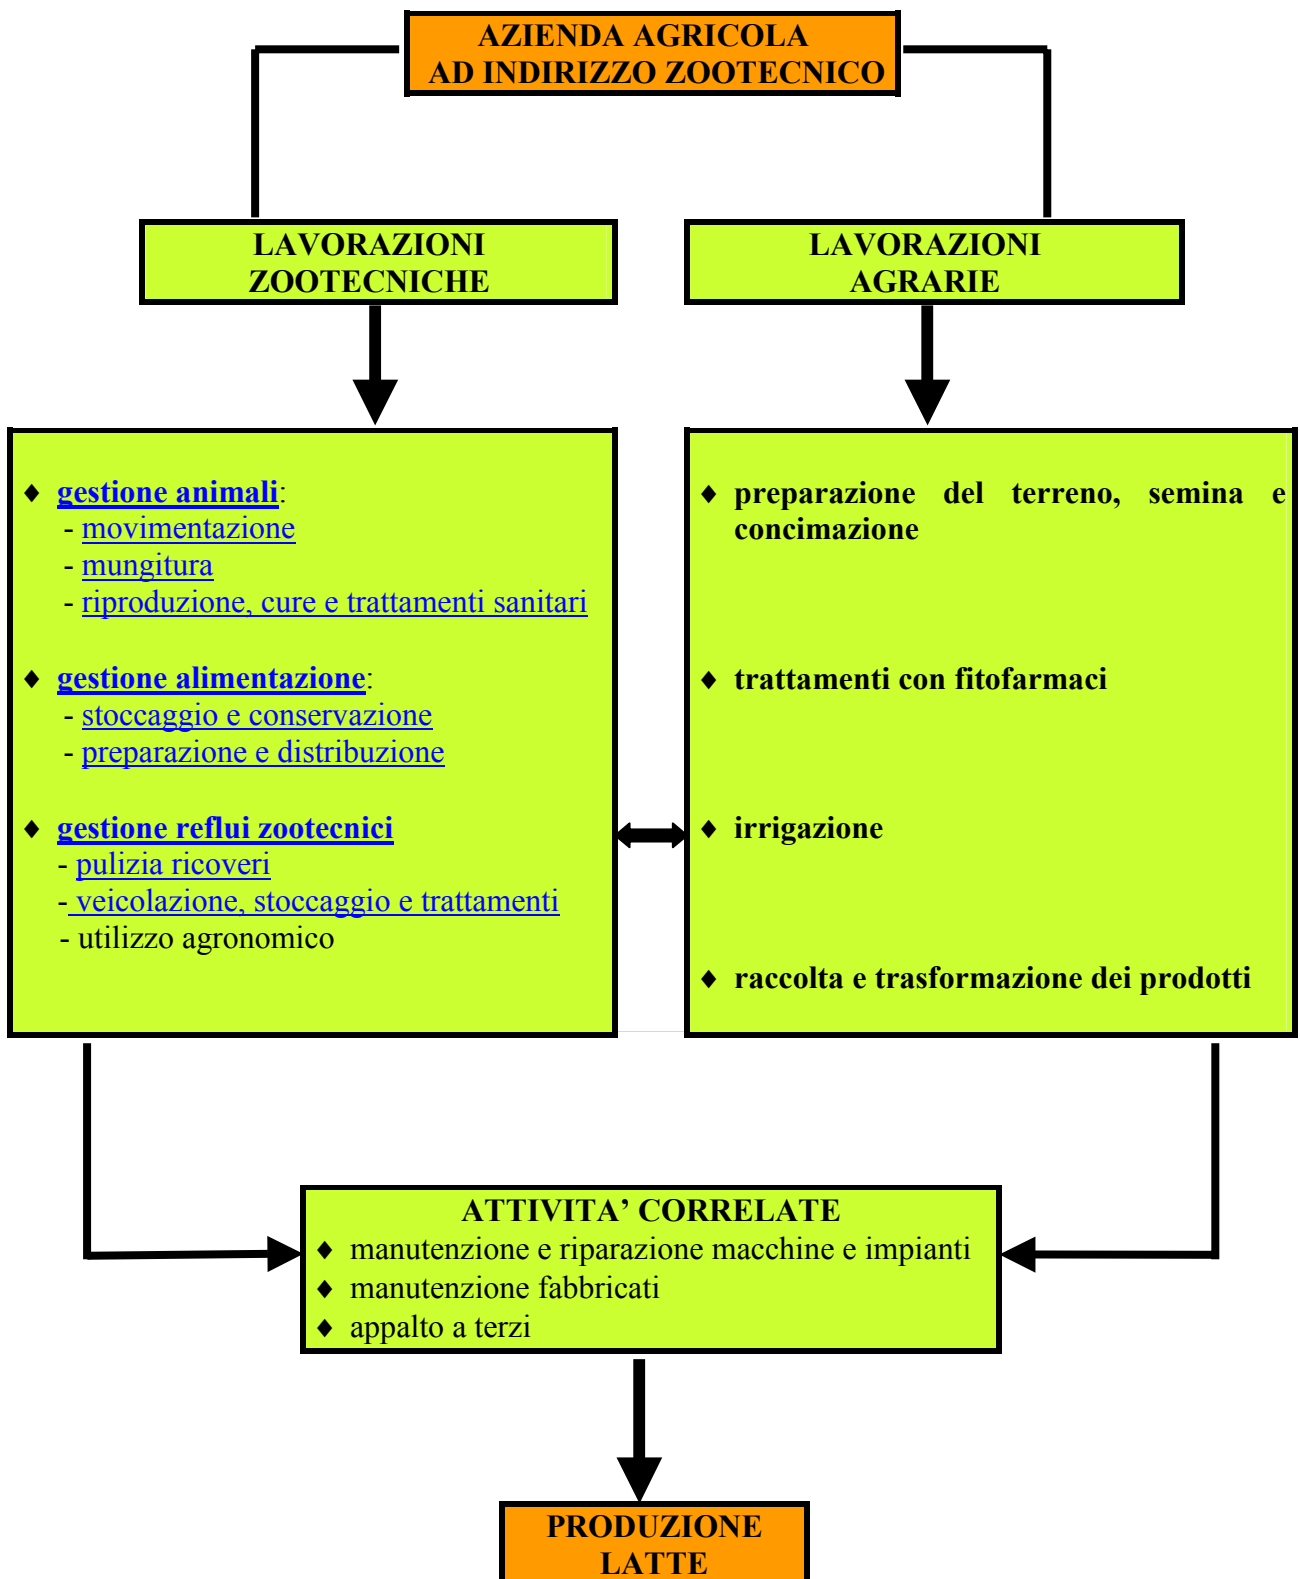 AZIENDA AGRICOLA
AD INDIRIZZO ZOOTECNICO
LAVORAZIONI
ZOOTECNICHE
LAVORAZIONI
AGRARIE
♦ gestione animali:
- movimentazione
- mungitura
- riproduzione, cure e trattamenti sanitari
♦ gestione alimentazione:
- stoccaggio e conservazione
- preparazione e distribuzione
♦ gestione reflui zootecnici
- pulizia ricoveri
- veicolazione, stoccaggio e trattamenti
- utilizzo agronomico
♦ preparazione del terreno, semina e
concimazione
♦ trattamenti con fitofarmaci
♦ irrigazione
♦ raccolta e trasformazione dei prodotti
ATTIVITA’ CORRELATE
♦ manutenzione e riparazione macchine e impianti
♦ manutenzione fabbricati
♦ appalto a terzi
PRODUZIONE
LATTE